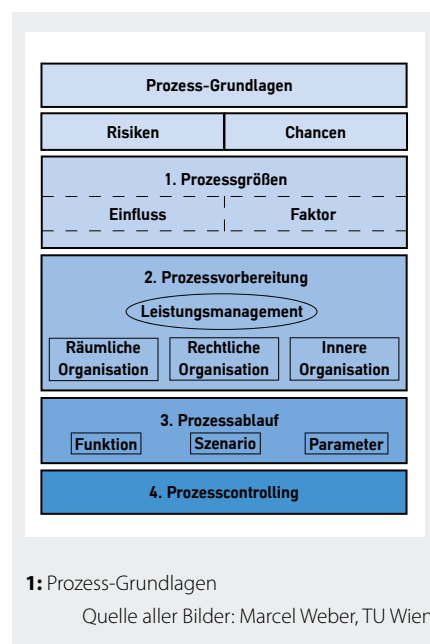 Prozess-Grundlagen
Risiken Chancen
1. Prozessgrößen
Einfluss Faktor
2. Prozessvorbereitung
Leistungsmanagement
Räumliche Organisation
Rechtliche Organisation
Innere Organisation
3. Prozessablauf
Funktion Szenario Parameter
4. Prozesscontrolling
1: Prozess-Grundlagen
Quelle aller Bilder: Marcel Weber, TU Wien